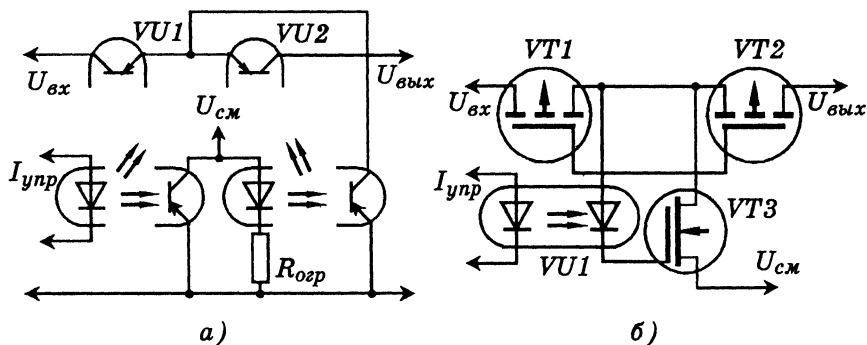 VU1
VU2
VT1
VT2
Uвх
Uвых
Uвх
Uвых
Uсм
Iупр
Iупр
VT3
VU1
Rогр
Uсм
а)
б)